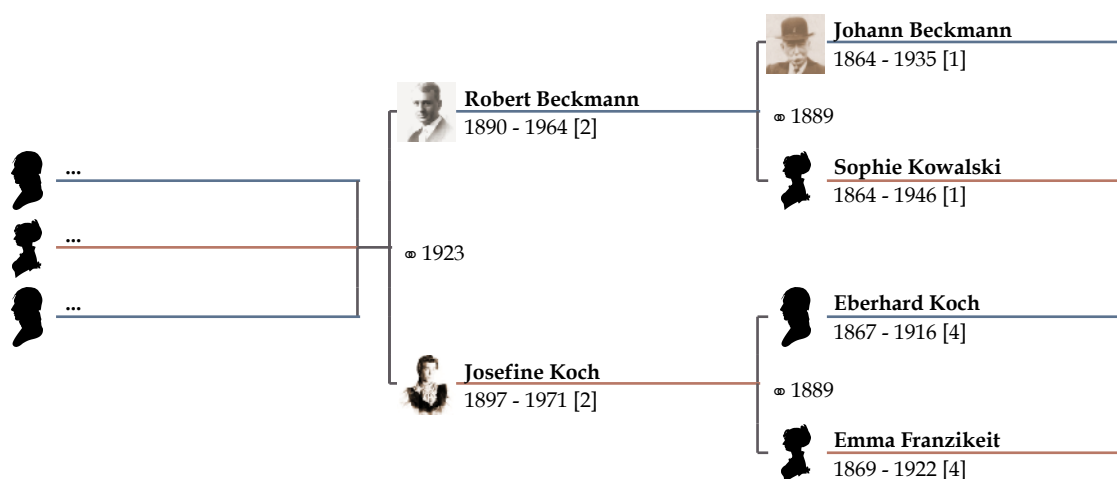 ...
...
...
Robert Beckmann
1890 - 1964 [2]
⚭ 1923
Josefine Koch
1897 - 1971 [2]
Johann Beckmann
1864 - 1935 [1]
⚭ 1889
Sophie Kowalski
1864 - 1946 [1]
Eberhard Koch
1867 - 1916 [4]
⚭ 1889
Emma Franzikeit
1869 - 1922 [4]